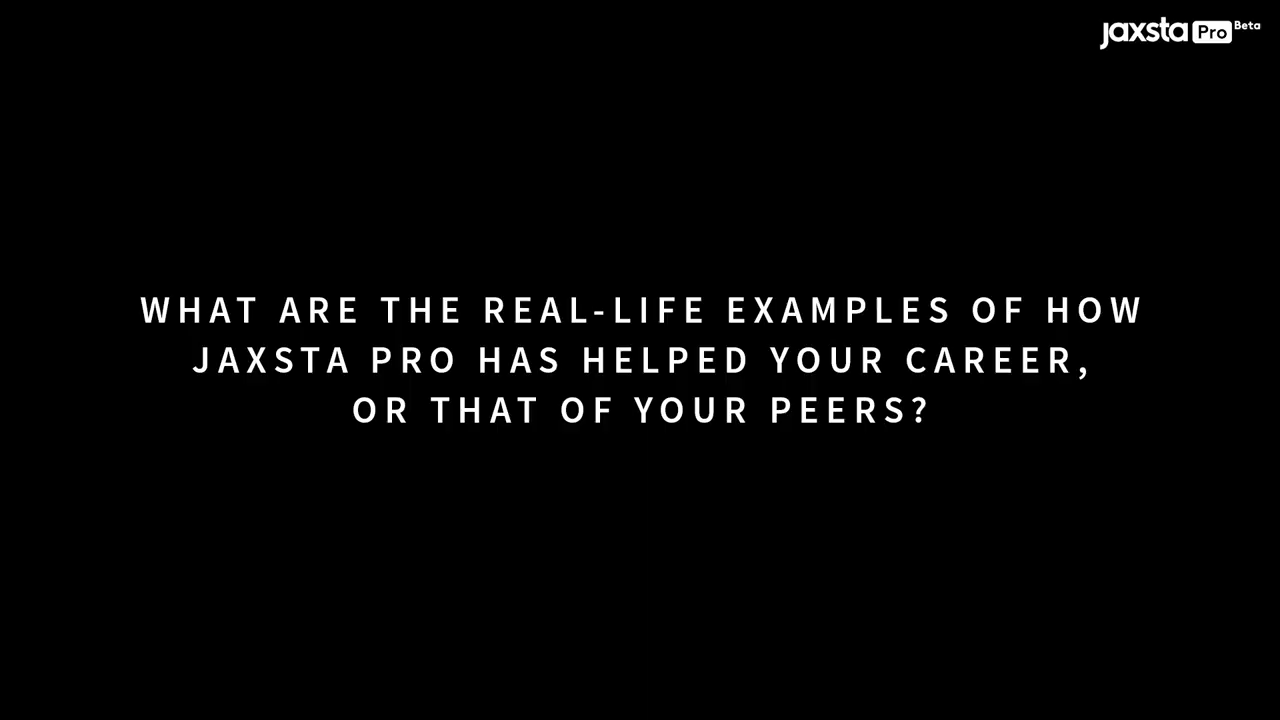 jaxsta Pro Beta
WHAT ARE THE REAL-LIFE EXAMPLES OF HOW
JAXSTA PRO HAS HELPED YOUR CAREER,
OR THAT OF YOUR PEERS?